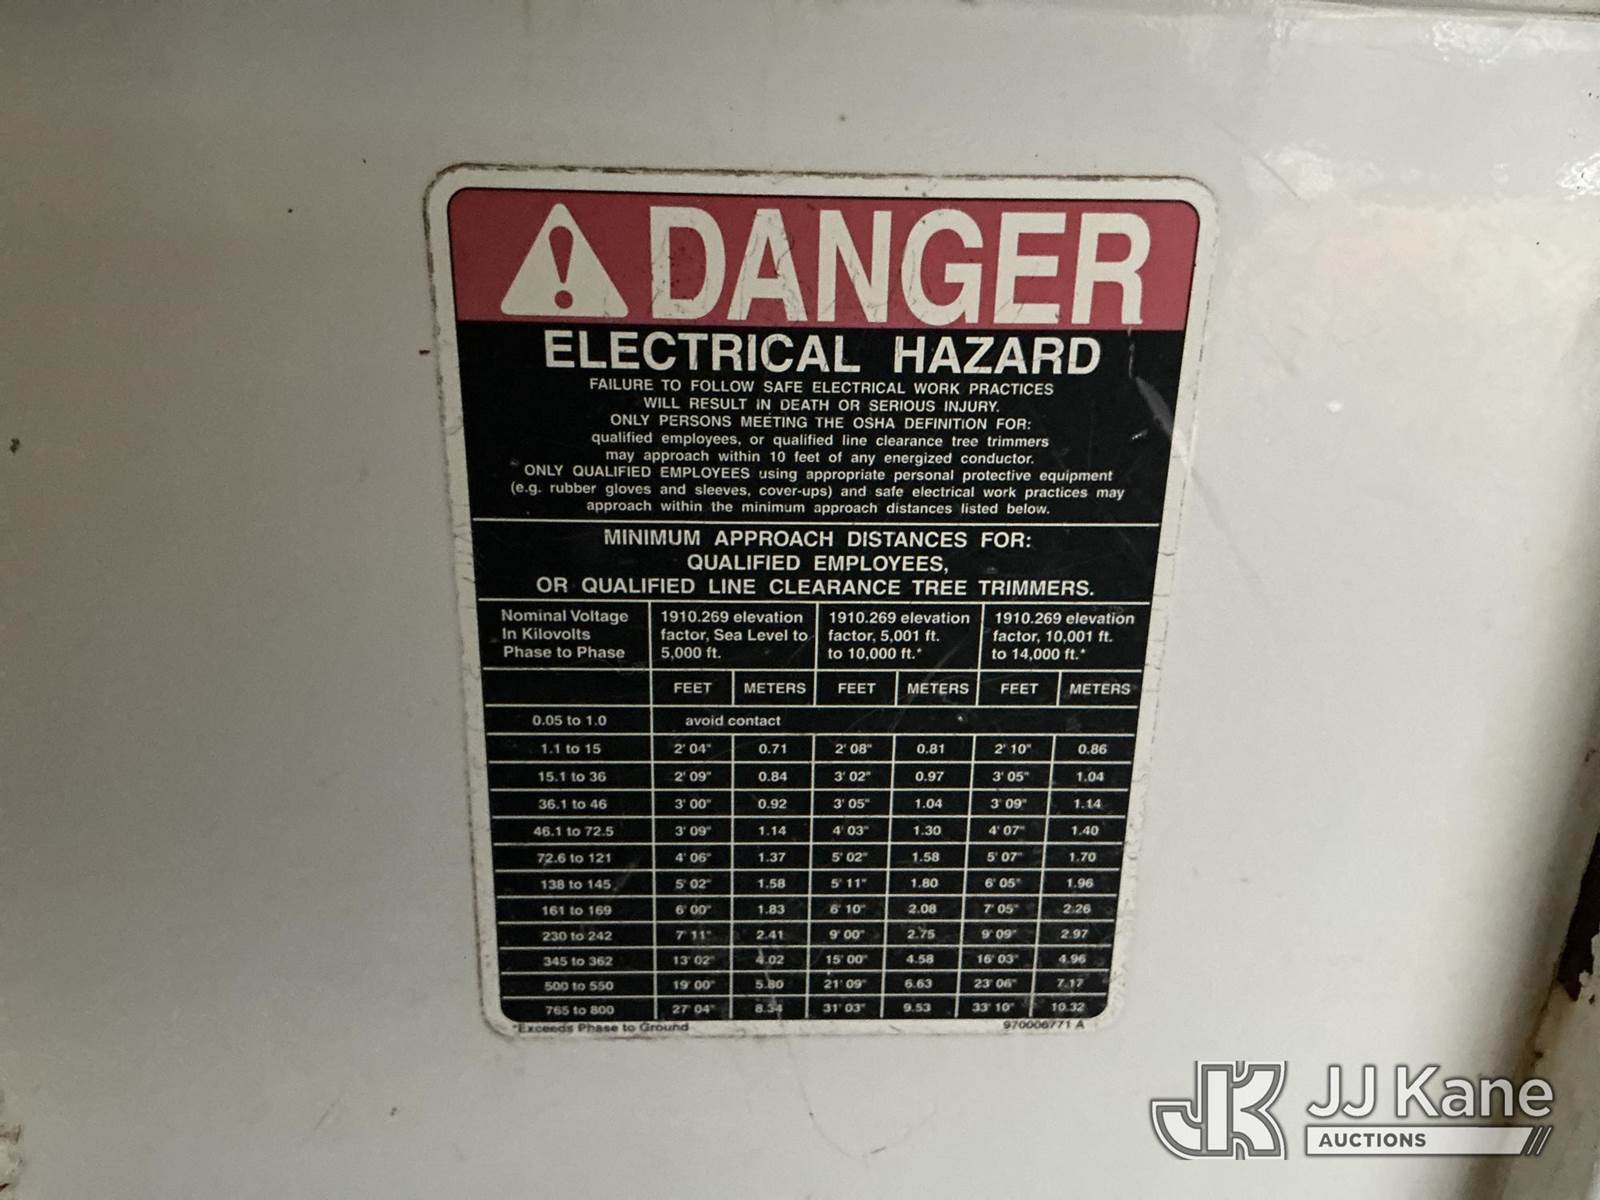 DANGER
ELECTRICAL HAZARD
FAILURE TO FOLLOW SAFE ELECTRICAL WORK PRACTICES
WILL RESULT IN DEATH OR SERIOUS INJURY.
ONLY PERSONS MEETING THE OSHA DEFINITION FOR:
qualified employees, or qualified line clearance tree trimmers
may approach within 10 feet of any energized conductor.
ONLY QUALIFIED EMPLOYEES using appropriate personal protective equipment
(e.g. rubber gloves and sleeves, cover-ups) and safe electrical work practices may
approach within the minimum approach distances listed below.
MINIMUM APPROACH DISTANCES FOR:
QUALIFIED EMPLOYEES,
OR QUALIFIED LINE CLEARANCE TREE TRIMMERS.
Nominal Voltage 1910.269 elevation 1910.269 elevation 1910.269 elevation
In Kilovolts factor, Sea Level to factor, 5,001 ft. factor, 10,001 ft.
Phase to Phase 5,000 ft. to 10,000 ft.* to 14,000 ft.*
FEET METERS FEET METERS FEET METERS
0.05 to 1.0 avoid contact
1.1 to 15 2' 04" 0.71 2' 08" 0.81 2' 10" 0.86
15.1 to 36 2' 09" 0.84 3' 02" 0.97 3' 05" 1.04
36.1 to 46 3' 00" 0.92 3' 05" 1.04 3' 09" 1.14
46.1 to 72.5 3' 09" 1.14 4' 03" 1.30 4' 07" 1.40
72.6 to 121 4' 06" 1.37 5' 02" 1.58 5' 07" 1.70
138 to 145 5' 02" 1.58 5' 11" 1.80 6' 05" 1.96
161 to 169 6' 00" 1.83 6' 10" 2.08 7' 05" 2.26
230 to 242 7' 11" 2.41 9' 00" 2.75 9' 09" 2.97
345 to 362 13' 02" 4.02 15' 00" 4.58 16' 03" 4.96
500 to 550 19' 00" 5.80 21' 09" 6.63 23' 06" 7.17
765 to 800 27' 04" 8.34 31' 03" 9.53 33' 10" 10.32
*Exceeds Phase to Ground 970006771 A
JK JJ Kane
AUCTIONS